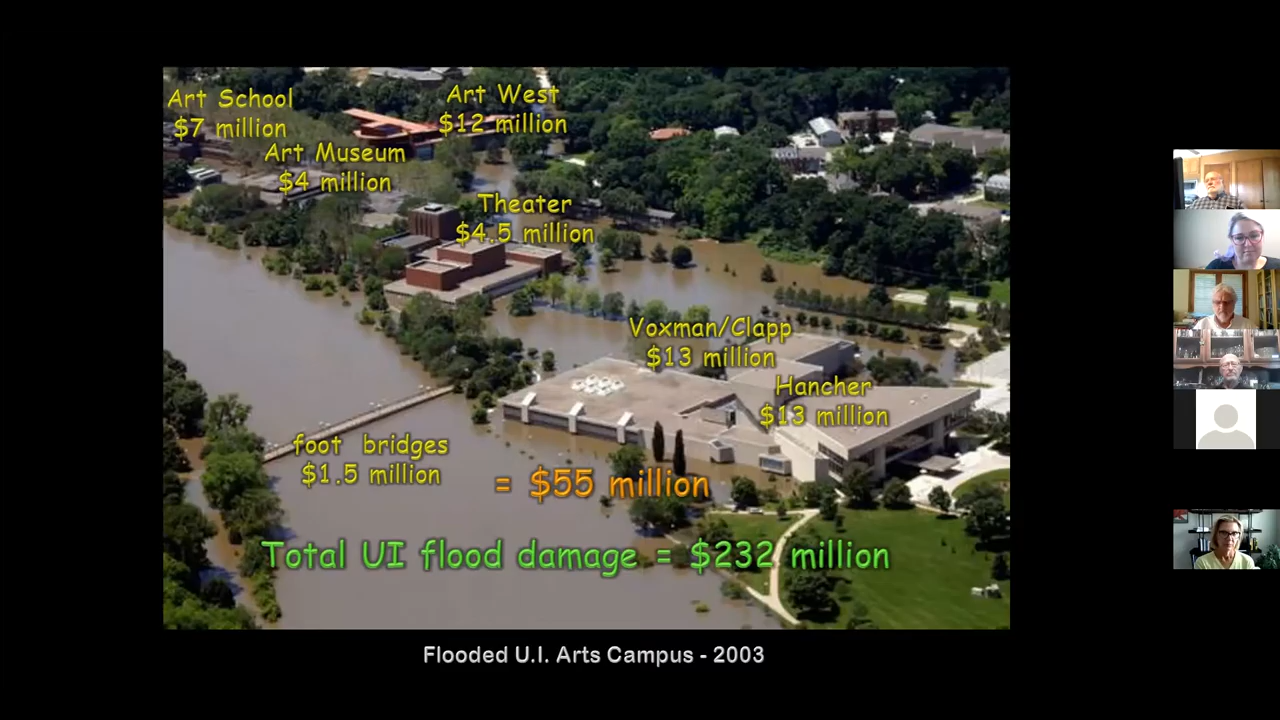 Art School
$7 million
Art West
$12 million
Art Museum
$4 million
Theater
$4.5 million
Voxman/Clapp
$13 million
Hancher
$13 million
foot bridges
$1.5 million
= $55 million
Total UI flood damage = $232 million
Flooded U.I. Arts Campus - 2003